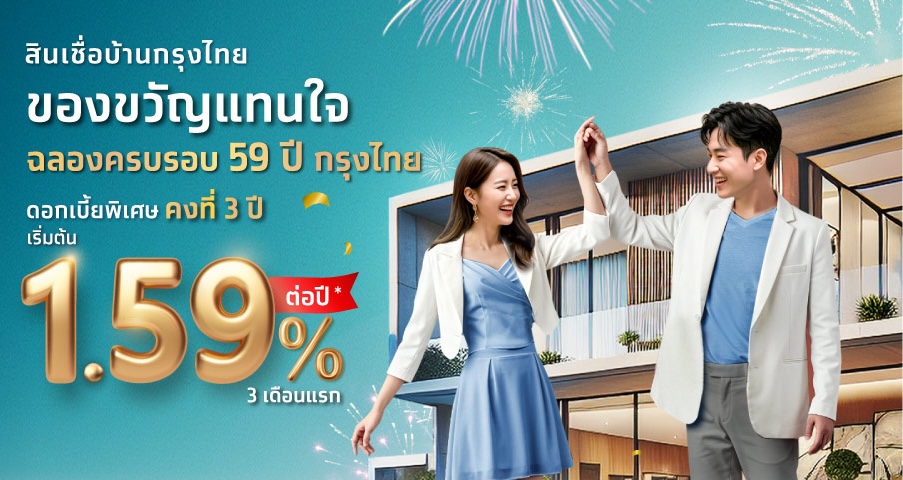 สินเชื่อบ้านกรุงไทย
ของขวัญแทนใจ
ฉลองครบรอบ 59 ปี กรุงไทย
ดอกเบี้ยพิเศษ คงที่ 3 ปี
เริ่มต้น
1.59% ต่อปี*
3 เดือนแรก